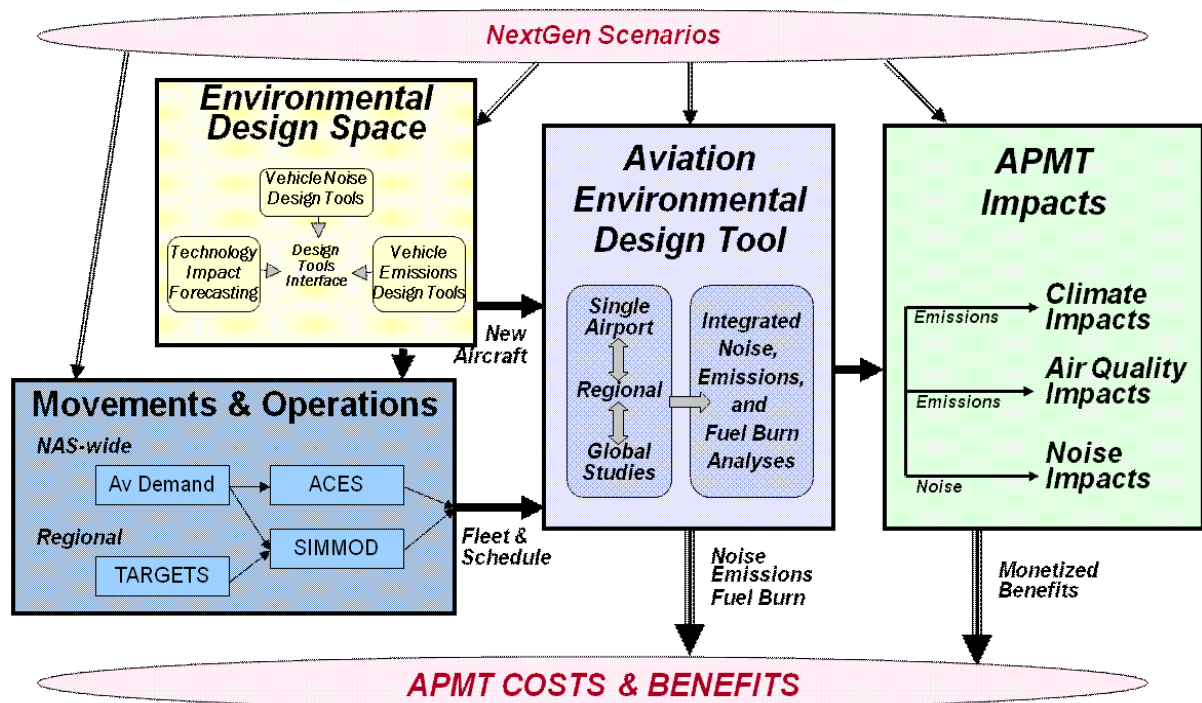 NextGen Scenarios
Environmental
Design Space
Vehicle Noise
Design Tools
Technology
Impact
Forecasting
Design
Tools
Interface
Vehicle
Emissions
Design Tools
New
Aircraft
Movements & Operations
NAS-wide
Av Demand
ACES
Regional
SIMMOD
TARGETS
Fleet &
Schedule
Aviation
Environmental
Design Tool
Single
Airport
Regional
Global
Studies
Integrated
Noise,
Emissions,
and
Fuel Burn
Analyses
Noise
Emissions
Fuel Burn
APMT
Impacts
Emissions
Climate
Impacts
Emissions
Air Quality
Impacts
Noise
Noise
Impacts
Monetized
Benefits
APMT COSTS & BENEFITS